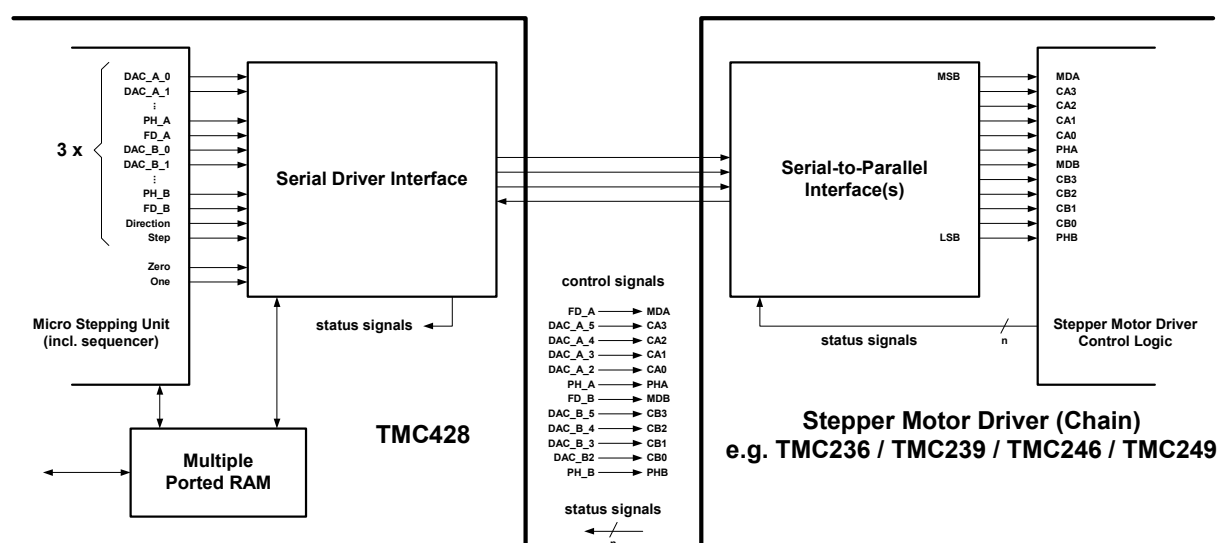 3 x
DAC_A_0
DAC_A_1
⋮
PH_A
FD_A
DAC_B_0
DAC_B_1
⋮
PH_B
FD_B
Direction
Step
Zero
One
Micro Stepping Unit
(incl. sequencer)
Serial Driver Interface
status signals
TMC428
Multiple
Ported RAM
control signals
FD_A MDA
DAC_A_5 CA3
DAC_A_4 CA2
DAC_A_3 CA1
DAC_A_2 CA0
PH_A PHA
FD_B MDB
DAC_B_5 CB3
DAC_B_4 CB2
DAC_B_3 CB1
DAC_B2 CB0
PH_B PHB
status signals
n
Serial-to-Parallel
Interface(s)
MSB
LSB
MDA
CA3
CA2
CA1
CA0
PHA
MDB
CB3
CB2
CB1
CB0
PHB
status signals
n
Stepper Motor Driver
Control Logic
Stepper Motor Driver (Chain)
e.g. TMC236 / TMC239 / TMC246 / TMC249